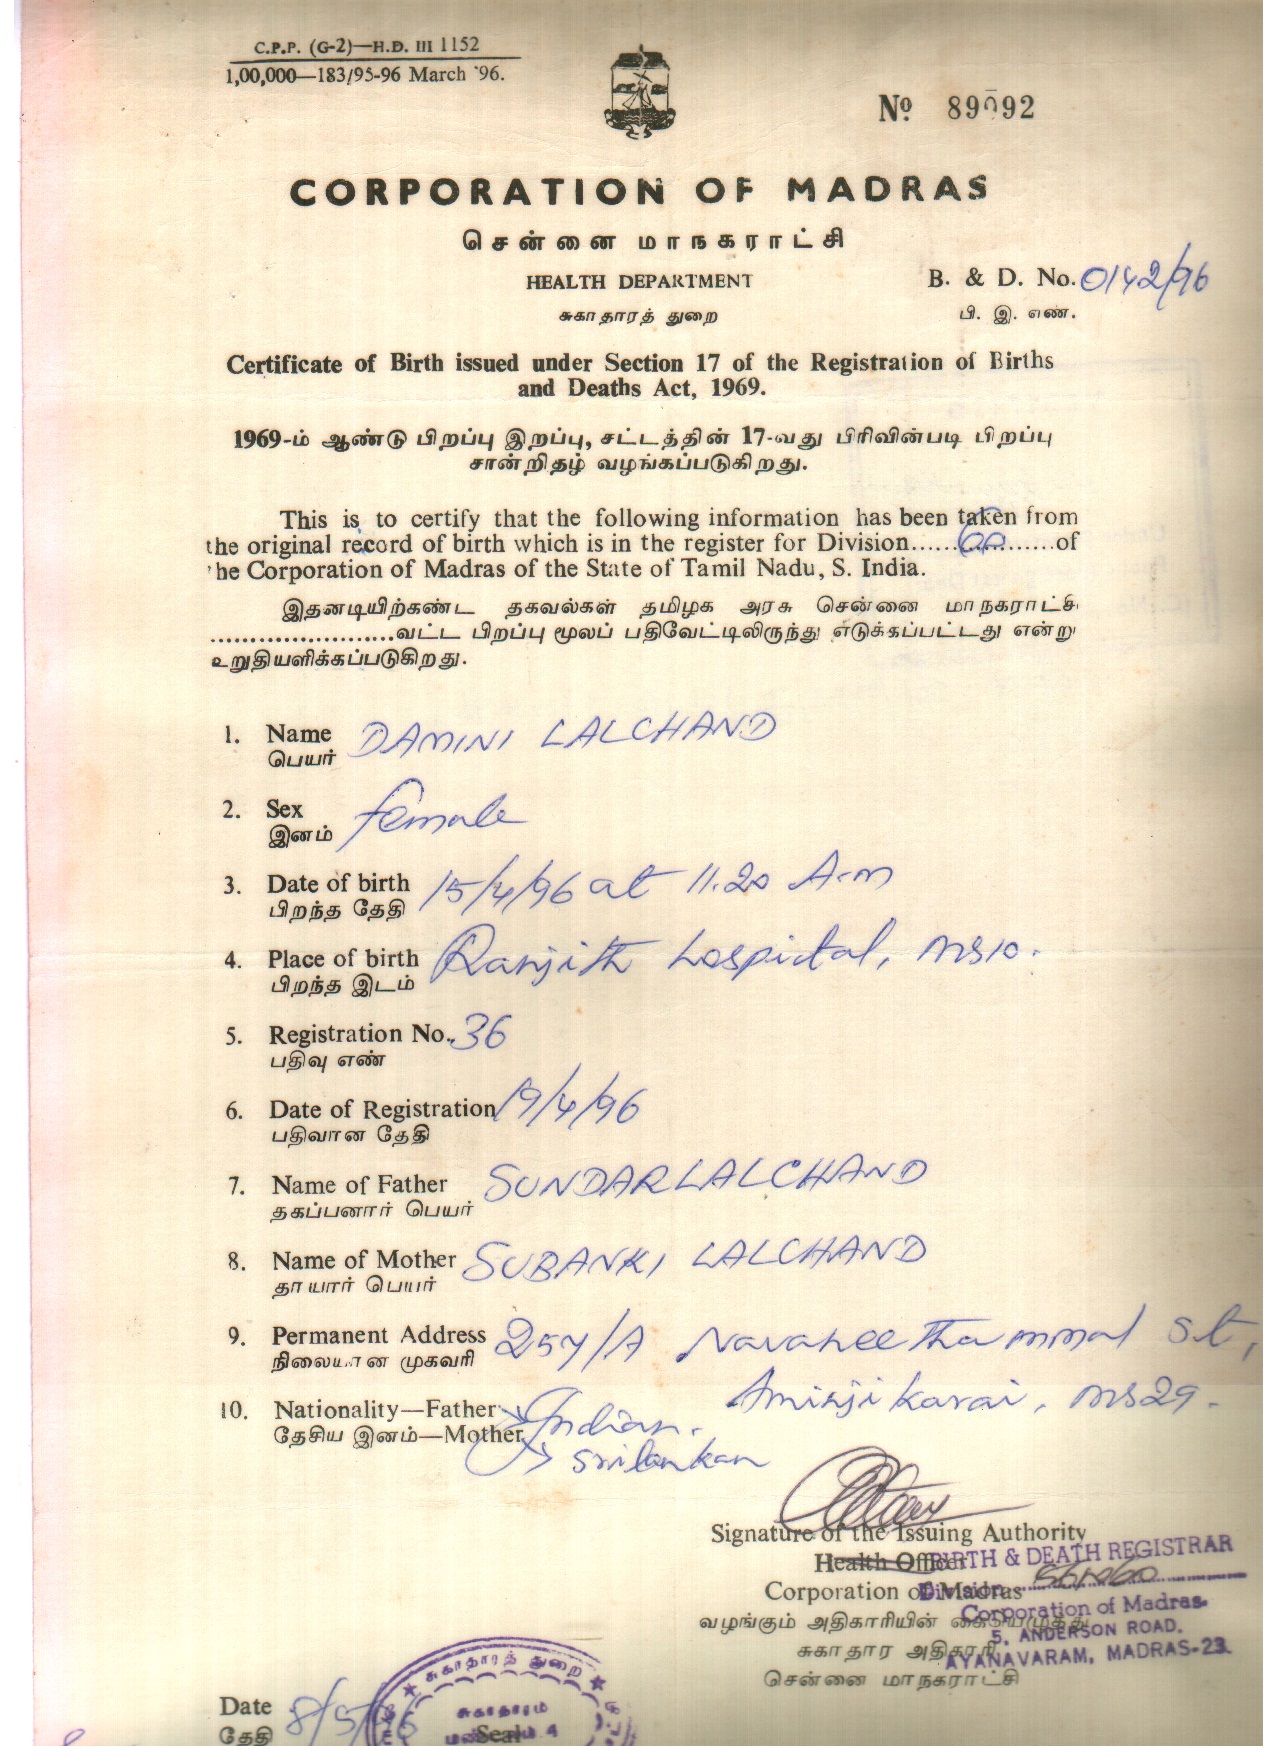 C.P.P. (G-2)—H.D. III 1152
1,00,000—183/95-96 March '96.
No 89092
CORPORATION OF MADRAS
சென்னை மாநகராட்சி
HEALTH DEPARTMENT
B. & D. No. 0142/96
சுகாதாரத் துறை
பி. இ. எண்.
Certificate of Birth issued under Section 17 of the Registration of Births
and Deaths Act, 1969.
1969-ம் ஆண்டு பிறப்பு இறப்பு, சட்டத்தின் 17-வது பிரிவின்படி பிறப்பு
சான்றிதழ் வழங்கப்படுகிறது.
This is to certify that the following information has been taken from
the original record of birth which is in the register for Division..........of
the Corporation of Madras of the State of Tamil Nadu, S. India.
இதனடியிற்கண்ட தகவல்கள் தமிழக அரசு சென்னை மாநகராட்சி
......................வட்ட பிறப்பு மூலப் பதிவேட்டிலிருந்து எடுக்கப்பட்டது என்று
உறுதியளிக்கப்படுகிறது.
1. Name DAMINI LALCHAND
பெயர்
2. Sex female
இனம்
3. Date of birth 15/4/96 at 11.20 A.m
பிறந்த தேதி
4. Place of birth Ranjith hospital, MS10.
பிறந்த இடம்
5. Registration No. 36
பதிவு எண்
6. Date of Registration 19/4/96
பதிவான தேதி
7. Name of Father SUNDAR LALCHAND
தகப்பனார் பெயர்
8. Name of Mother SUBANKI LALCHAND
தாயார் பெயர்
9. Permanent Address 257/A Navaneethammal st,
நிலையான முகவரி
Aminjikarai, MS29.
10. Nationality—Father Indian.
தேசிய இனம்—Mother Srilankan
Signature of the Issuing Authority
Health Officer
BIRTH & DEATH REGISTRAR
Corporation of Madras
Division
Corporation of Madras
வழங்கும் அதிகாரியின் கையெழுத்து
5, ANDERSON ROAD,
சுகாதார அதிகாரி
AYANAVARAM, MADRAS-23
சென்னை மாநகராட்சி
சுகாதாரத் துறை
Date 8/5/96
சுகாதாரம்
தேதி
Seal